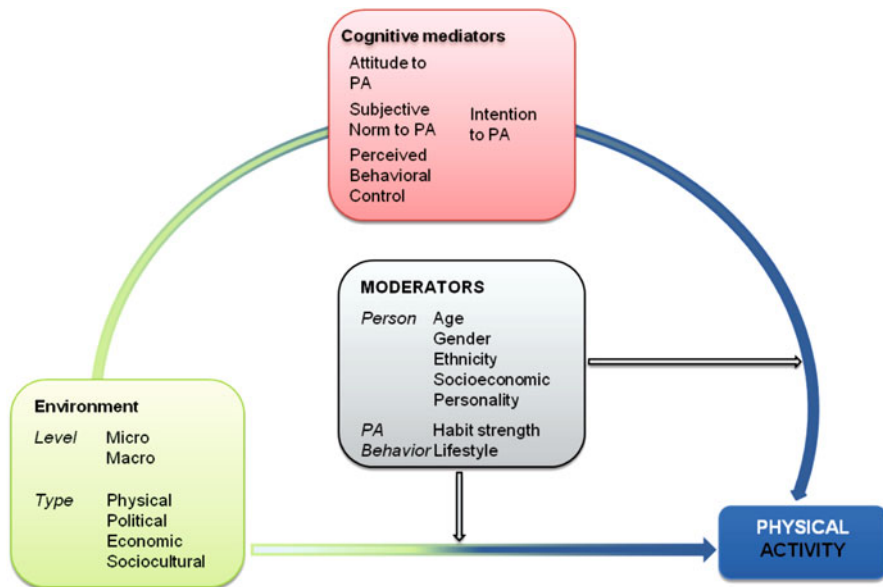 Cognitive mediators
Attitude to
PA
Subjective
Norm to PA
Perceived
Behavioral
Control
Intention
to PA
MODERATORS
Person Age
Gender
Ethnicity
Socioeconomic
Personality
PA Habit strength
Behavior Lifestyle
Environment
Level Micro
Macro
Type Physical
Political
Economic
Sociocultural
PHYSICAL
ACTIVITY